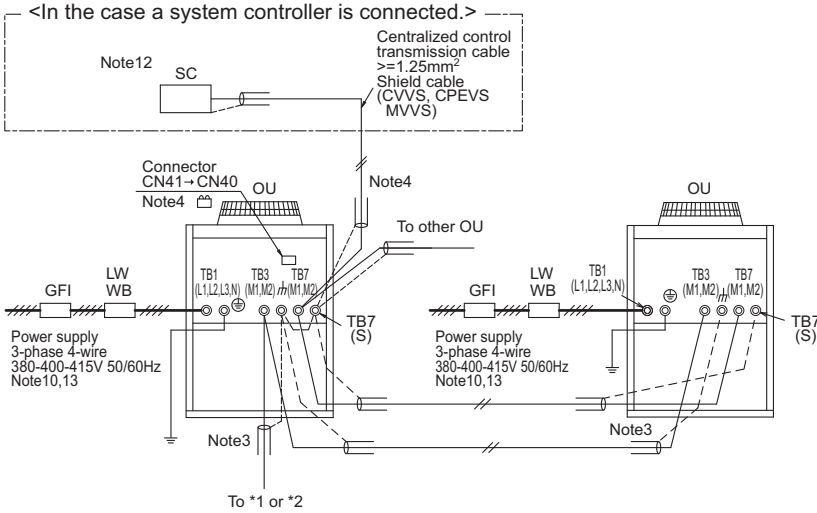 <In the case a system controller is connected.>
Note12
SC
Centralized control
transmission cable
>=1.25mm2
Shield cable
(CVVS, CPEVS
MVVS)
Connector
CN41→CN40
Note4
OU
Note4
To other OU
OU
GFI
LW
WB
TB1
(L1,L2,L3,N)
TB3
(M1,M2)
TB7
(M1,M2)
TB7
(S)
Power supply
3-phase 4-wire
380-400-415V 50/60Hz
Note10,13
GFI
LW
WB
TB1
(L1,L2,L3,N)
TB3
(M1,M2)
TB7
(M1,M2)
TB7
(S)
Power supply
3-phase 4-wire
380-400-415V 50/60Hz
Note10,13
Note3
Note3
To *1 or *2